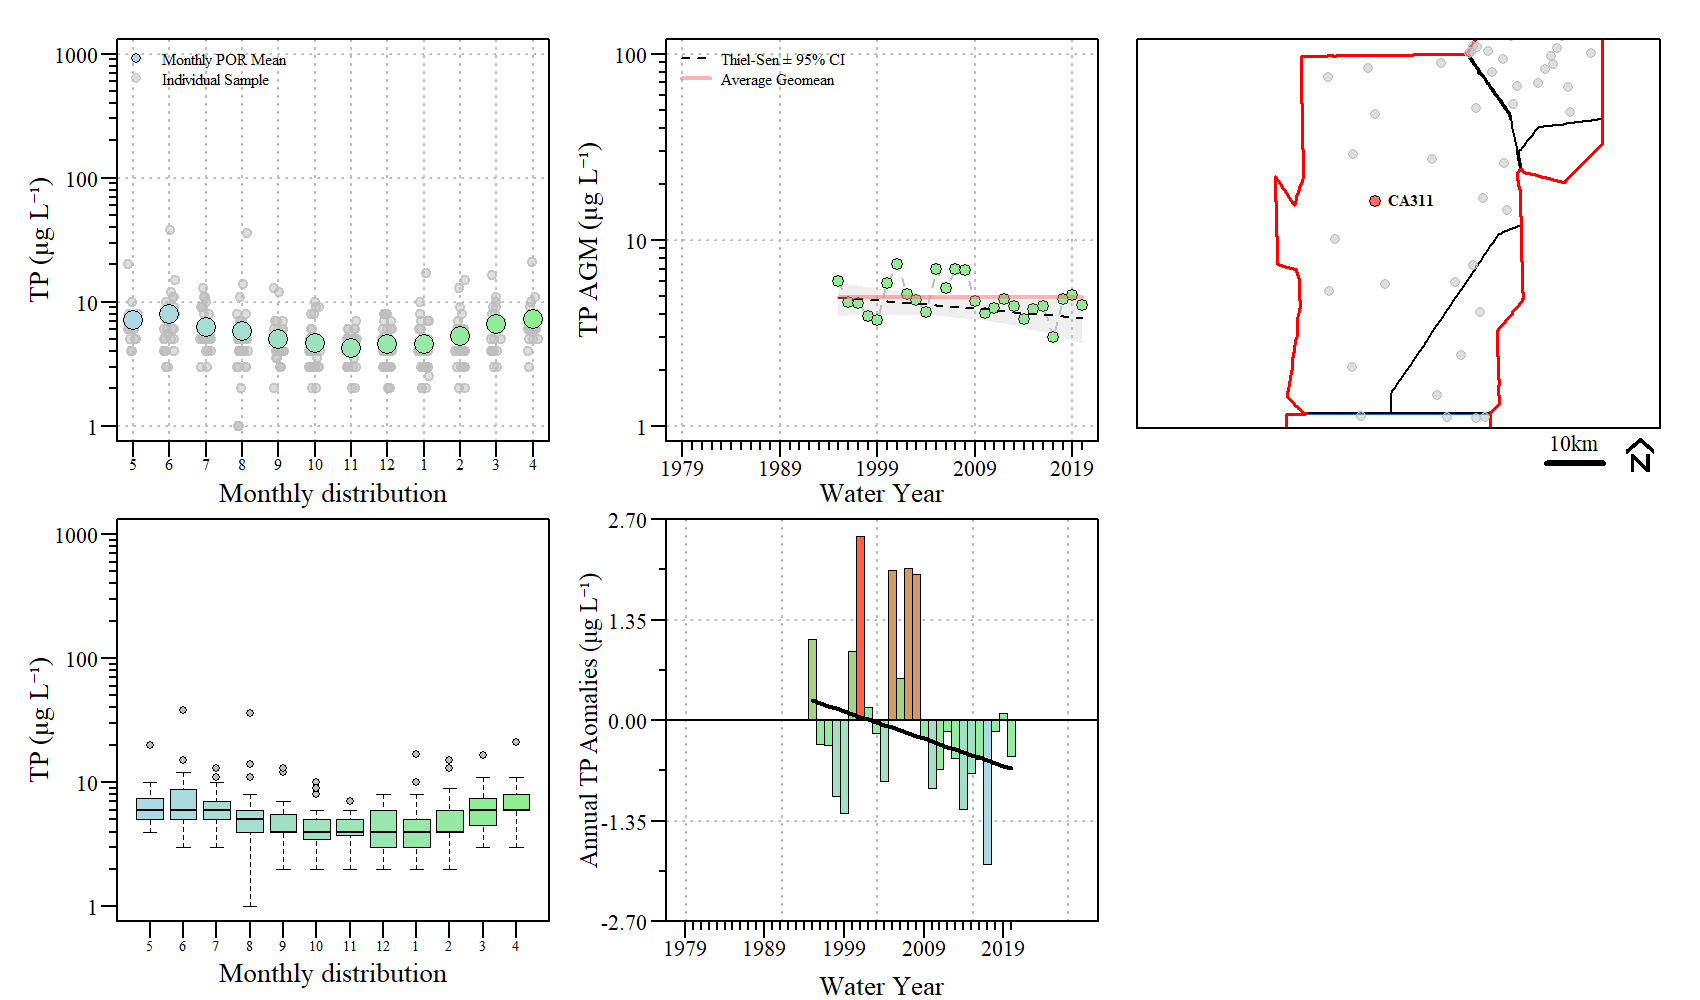 1000
100
10
1
TP (µg L⁻¹)
Monthly POR Mean
Individual Sample
5 6 7 8 9 10 11 12 1 2 3 4
Monthly distribution
100
10
1
TP AGM (µg L⁻¹)
Thiel-Sen ± 95% CI
Average Geomean
1979 1989 1999 2009 2019
Water Year
CA311
10km
N
1000
100
10
1
TP (µg L⁻¹)
5 6 7 8 9 10 11 12 1 2 3 4
Monthly distribution
2.70
1.35
0.00
-1.35
-2.70
Annual TP Aomalies (µg L⁻¹)
1979 1989 1999 2009 2019
Water Year